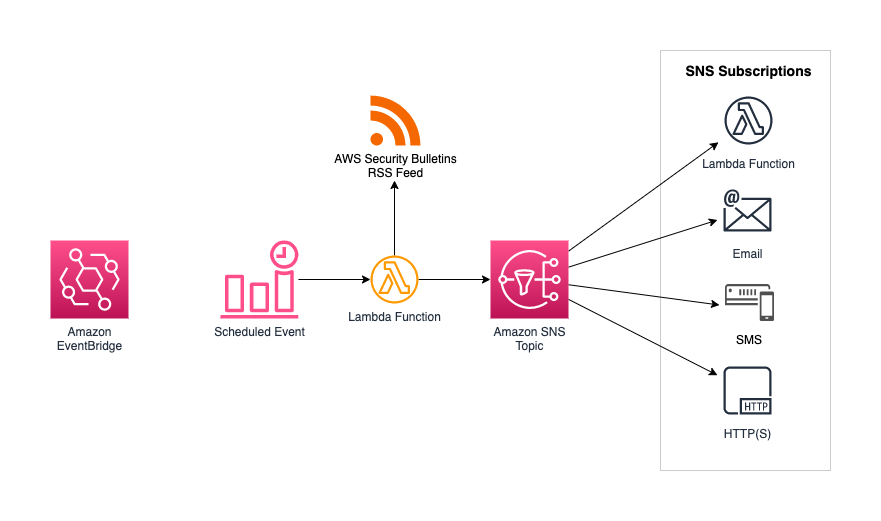 SNS Subscriptions
Lambda Function
@
Email
SMS
HTTP
HTTP(S)
AWS Security Bulletins
RSS Feed
Amazon
EventBridge
Scheduled Event
Lambda Function
Amazon SNS
Topic